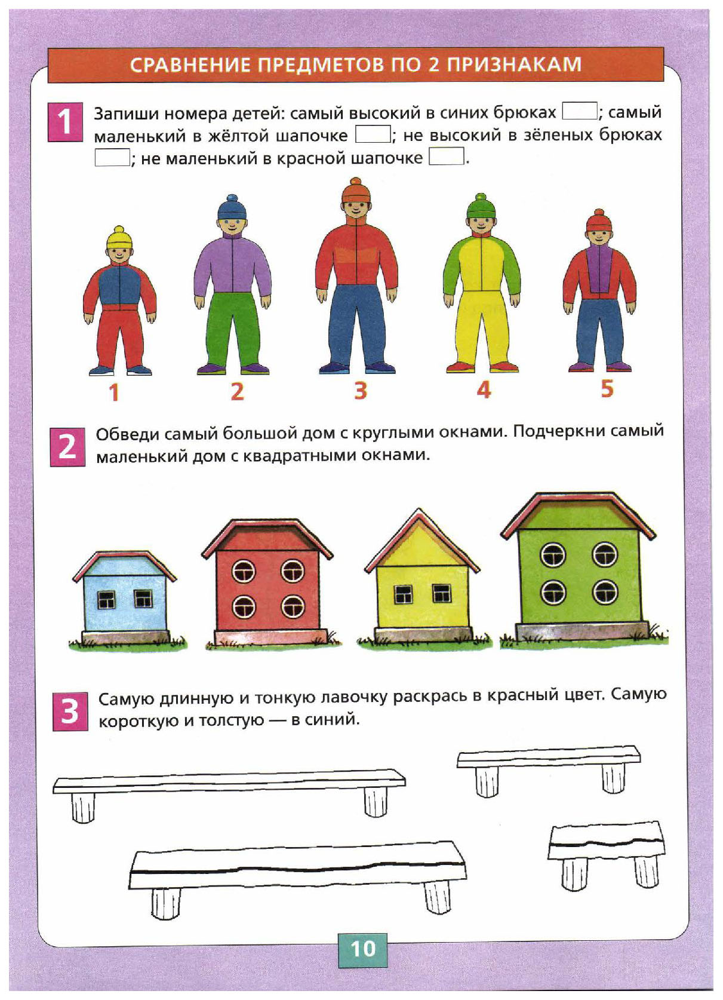 СРАВНЕНИЕ ПРЕДМЕТОВ ПО 2 ПРИЗНАКАМ
1
Запиши номера детей: самый высокий в синих брюках ; самый
маленький в жёлтой шапочке ; не высокий в зёленых брюках
; не маленький в красной шапочке .
1 2 3 4 5
2
Обведи самый большой дом с круглыми окнами. Подчеркни самый
маленький дом с квадратными окнами.
3
Самую длинную и тонкую лавочку раскрась в красный цвет. Самую
короткую и толстую — в синий.
10